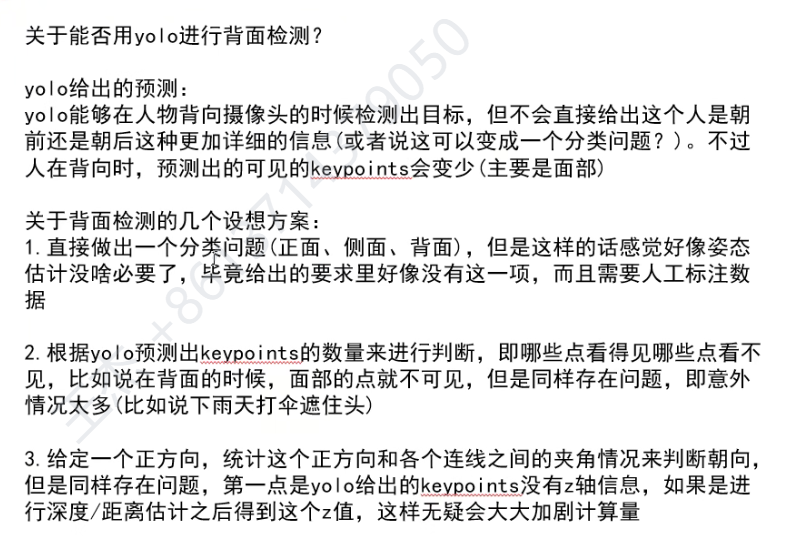 关于能否用yolo进行背面检测？
yolo给出的预测：
yolo能够在人物背向摄像头的时候检测出目标，但不会直接给出这个人是朝
前还是朝后这种更加详细的信息(或者说这可以变成一个分类问题？)。不过
人在背向时，预测出的可见的keypoints会变少(主要是面部)
关于背面检测的几个设想方案：
1.直接做出一个分类问题(正面、侧面、背面)，但是这样的话感觉好像姿态
估计没啥必要了，毕竟给出的要求里好像没有这一项，而且需要人工标注数
据
2.根据yolo预测出keypoints的数量来进行判断，即哪些点看得见哪些点看不
见，比如说在背面的时候，面部的点就不可见，但是同样存在问题，即意外
情况太多(比如说下雨天打伞遮住头)
3.给定一个正方向，统计这个正方向和各个连线之间的夹角情况来判断朝向，
但是同样存在问题，第一点是yolo给出的keypoints没有z轴信息，如果是进
行深度/距离估计之后得到这个z值，这样无疑会大大加剧计算量